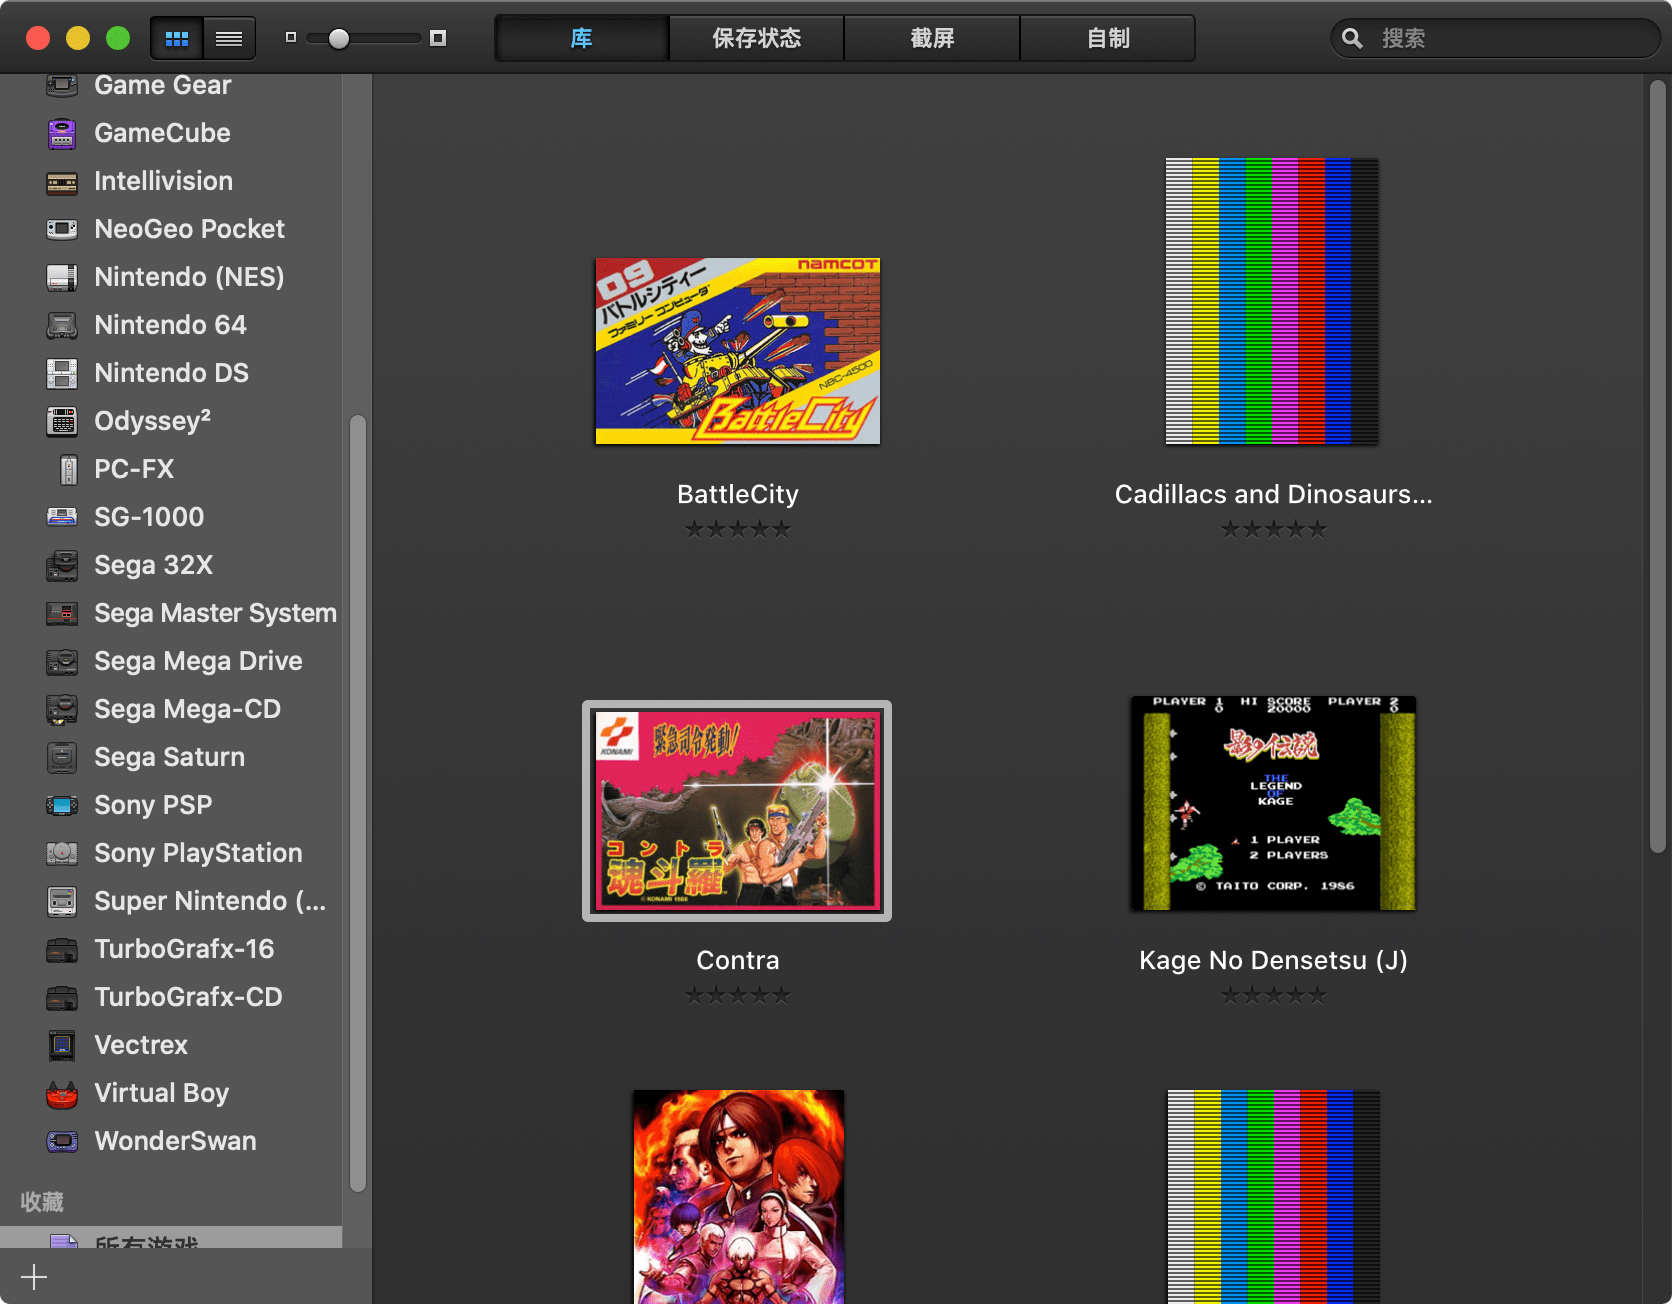 库
保存状态
截屏
自制
搜索
Game Gear
GameCube
Intellivision
NeoGeo Pocket
Nintendo (NES)
Nintendo 64
Nintendo DS
Odyssey²
PC-FX
SG-1000
Sega 32X
Sega Master System
Sega Mega Drive
Sega Mega-CD
Sega Saturn
Sony PSP
Sony PlayStation
Super Nintendo (...
TurboGrafx-16
TurboGrafx-CD
Vectrex
Virtual Boy
WonderSwan
收藏
所有游戏
09
namcot
バトルシティー
ファミリーコンピュータ
NBC-4500
BattleCity
BattleCity
Cadillacs and Dinosaurs...
KONAMI
緊急司令発動!
コントラ
魂斗羅
© KONAMI 1988
Contra
PLAYER 1 HI SCORE PLAYER 2
0 20000 0
影の伝説
THE
LEGEND
OF
KAGE
1 PLAYER
2 PLAYERS
© TAITO CORP. 1986
Kage No Densetsu (J)